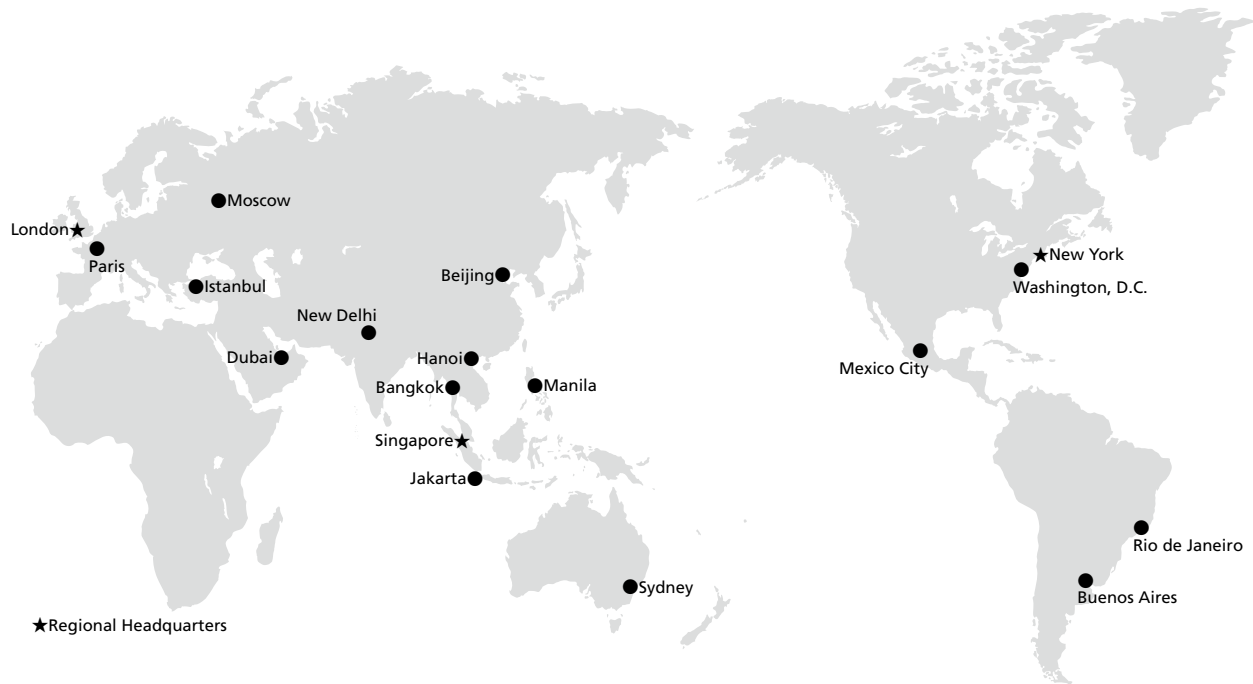 Moscow
London★
Paris
Istanbul
Beijing
New Delhi
Dubai
Hanoi
Bangkok
Manila
Singapore★
Jakarta
Sydney
★New York
Washington, D.C.
Mexico City
Rio de Janeiro
Buenos Aires
★Regional Headquarters